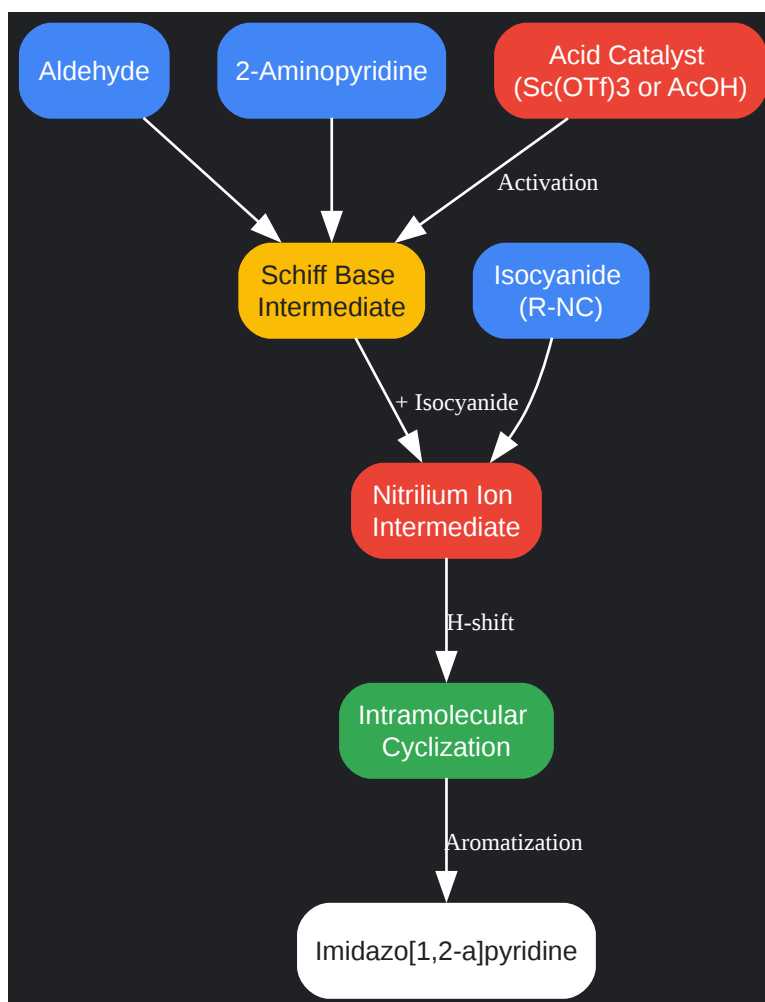 Aldehyde
2-Aminopyridine
Acid Catalyst
(Sc(OTf)3 or AcOH)
Activation
Schiff Base
Intermediate
Isocyanide
(R-NC)
+ Isocyanide
Nitrilium Ion
Intermediate
H-shift
Intramolecular
Cyclization
Aromatization
Imidazo[1,2-a]pyridine